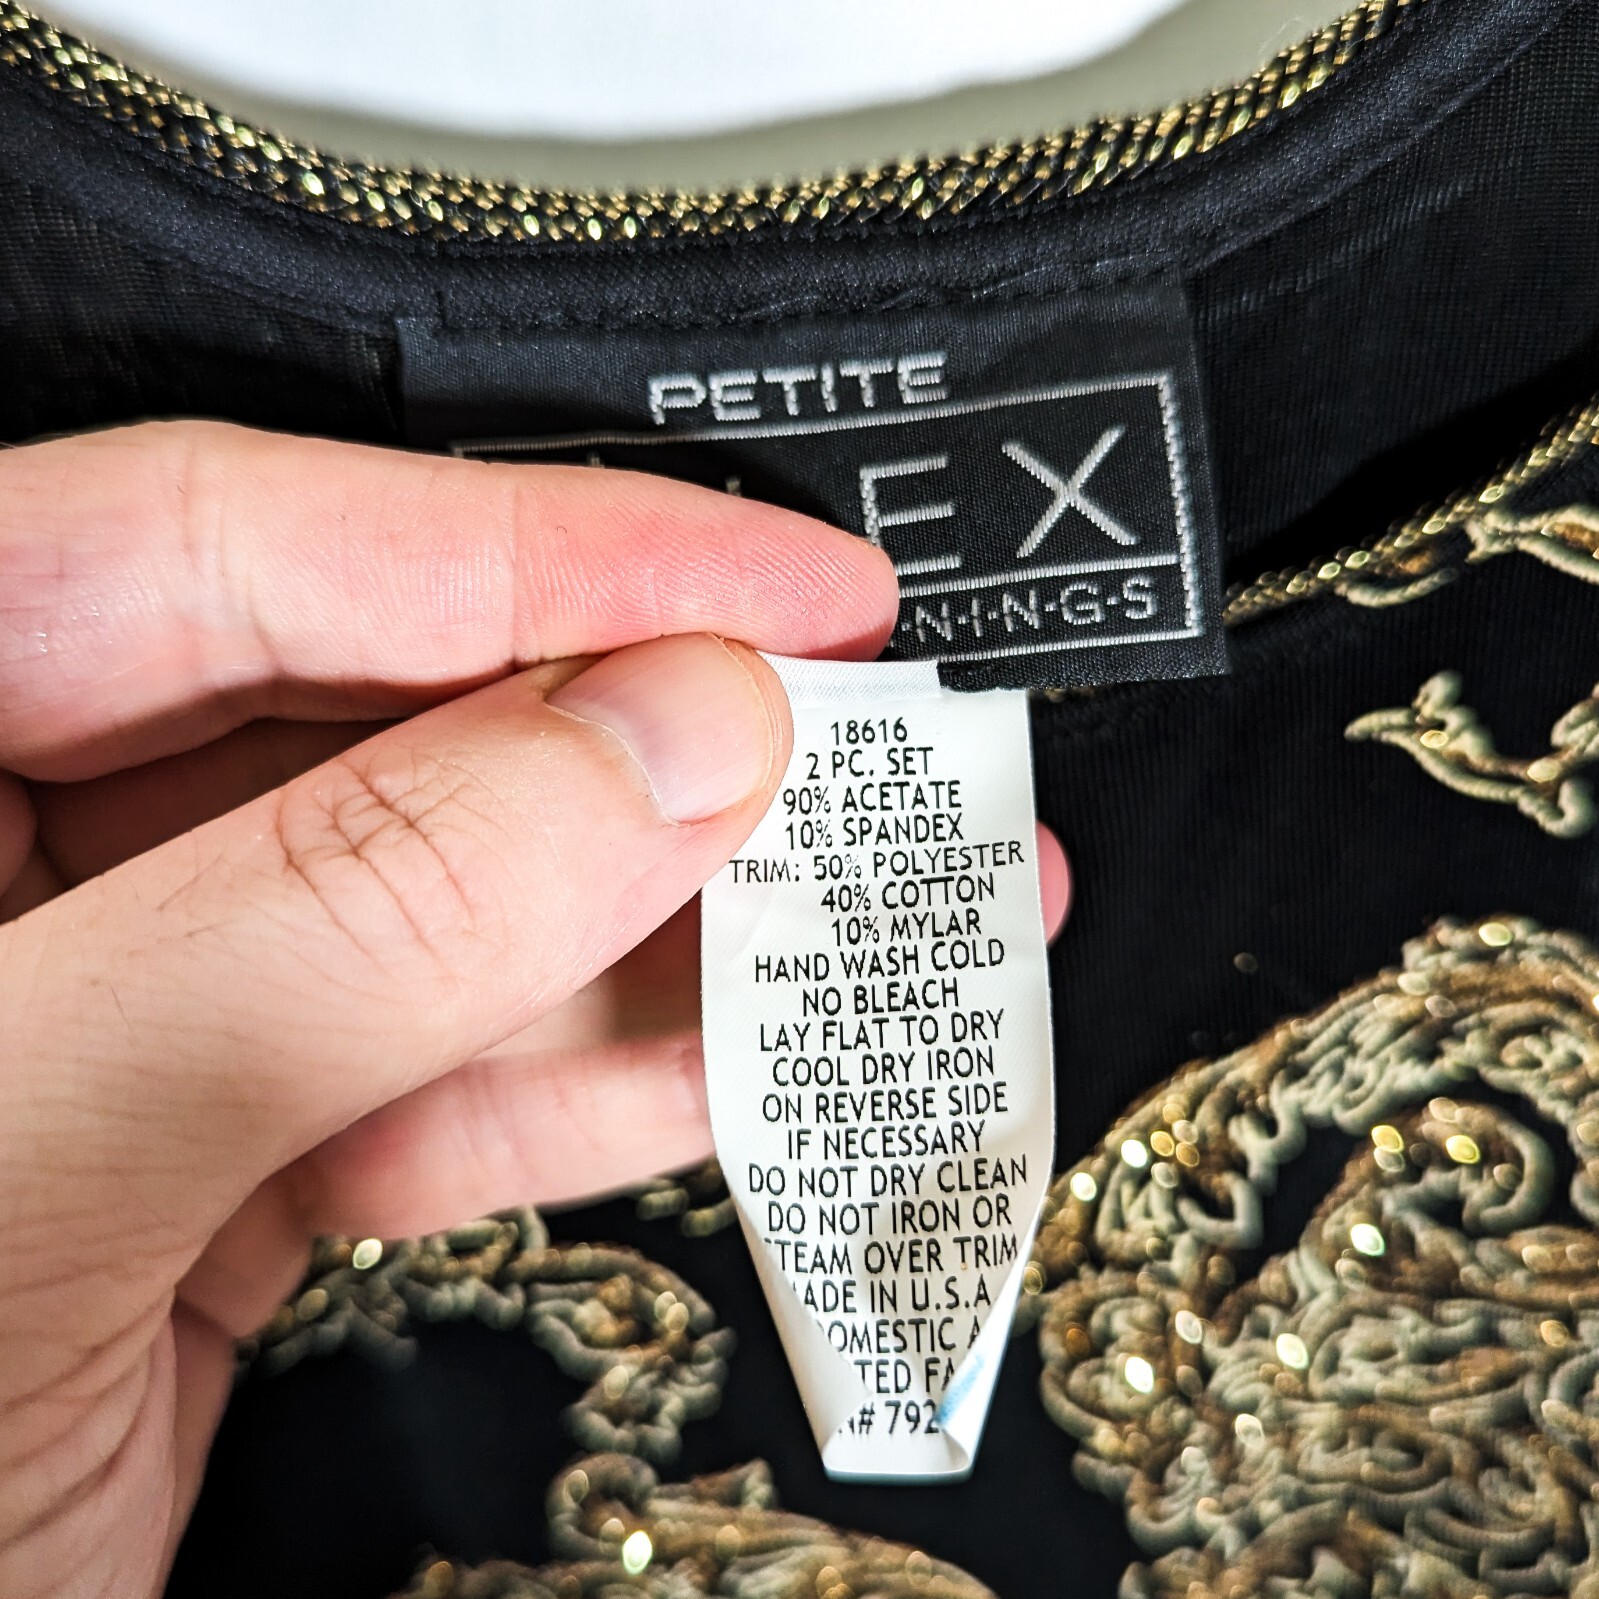 PETITE
EX
N·I·N·G·S
18616
2 PC. SET
90% ACETATE
10% SPANDEX
TRIM: 50% POLYESTER
40% COTTON
10% MYLAR
HAND WASH COLD
NO BLEACH
LAY FLAT TO DRY
COOL DRY IRON
ON REVERSE SIDE
IF NECESSARY
DO NOT DRY CLEAN
DO NOT IRON OR
TEAM OVER TRIM
ADE IN U.S.A
OMESTIC
TED FA
# 792